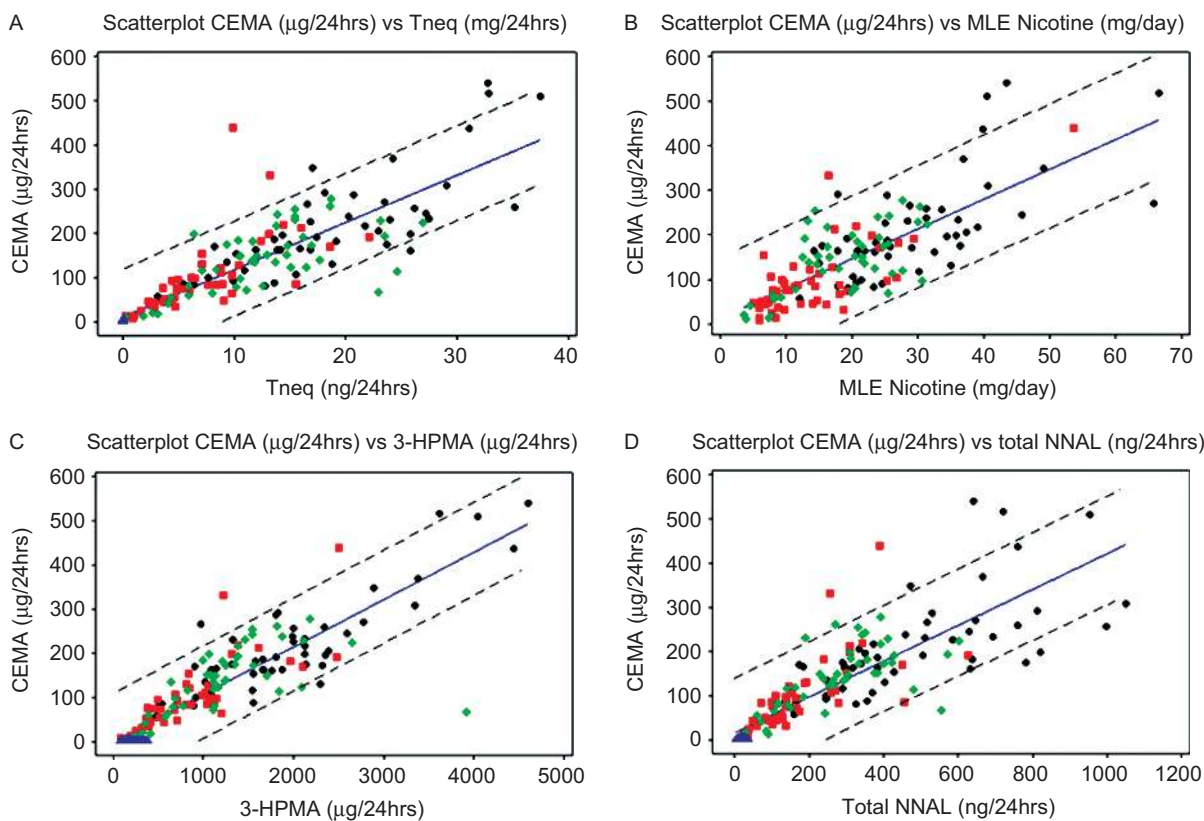 A Scatterplot CEMA (μg/24hrs) vs Tneq (mg/24hrs)
CEMA (μg/24hrs)
600
500
400
300
200
100
0
0 10 20 30 40
Tneq (ng/24hrs)
B Scatterplot CEMA (μg/24hrs) vs MLE Nicotine (mg/day)
CEMA (μg/24hrs)
600
500
400
300
200
100
0
0 10 20 30 40 50 60 70
MLE Nicotine (mg/day)
C Scatterplot CEMA (μg/24hrs) vs 3-HPMA (μg/24hrs)
CEMA (μg/24hrs)
600
500
400
300
200
100
0
0 1000 2000 3000 4000 5000
3-HPMA (μg/24hrs)
D Scatterplot CEMA (μg/24hrs) vs total NNAL (ng/24hrs)
CEMA (μg/24hrs)
600
500
400
300
200
100
0
0 200 400 600 800 1000 1200
Total NNAL (ng/24hrs)